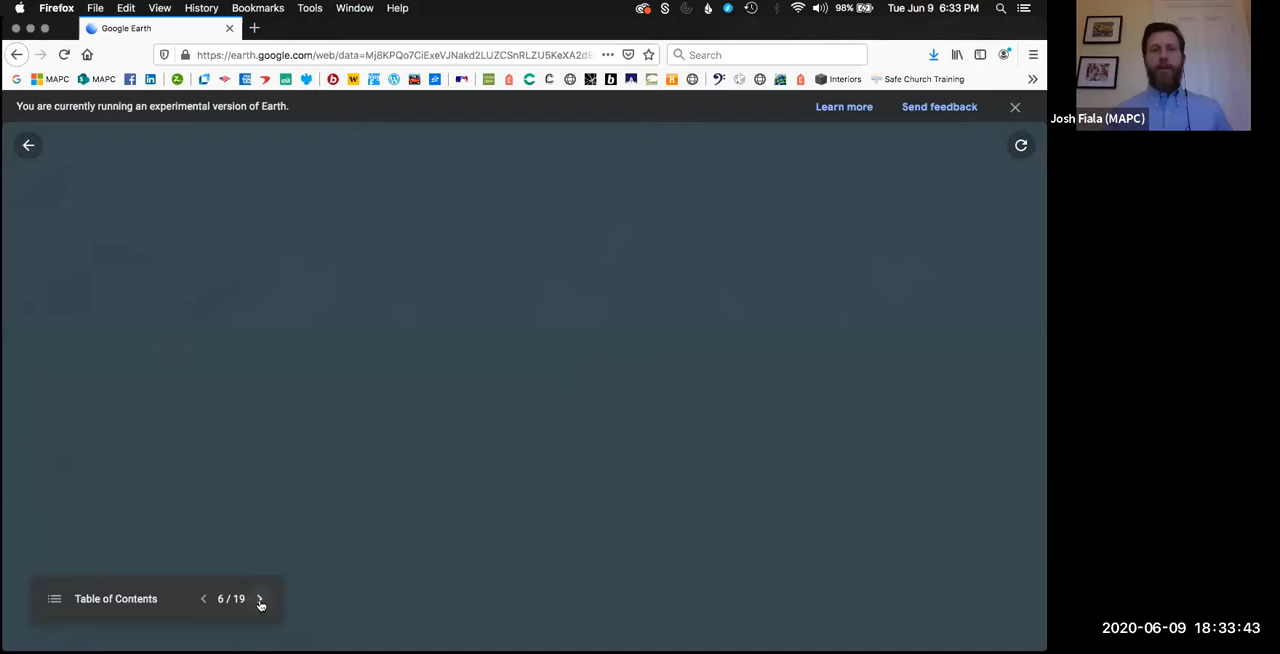 Firefox File Edit View History Bookmarks Tools Window Help 98% Tue Jun 9 6:33 PM
Google Earth
https://earth.google.com/web/data=Mj8KPQo7CiExeVJNakd2LUZCSnRLZU5KeXA2dE Search
MAPC MAPC Interiors Safe Church Training
You are currently running an experimental version of Earth. Learn more Send feedback
Josh Fiala (MAPC)
Table of Contents 6 / 19
2020-06-09 18:33:43